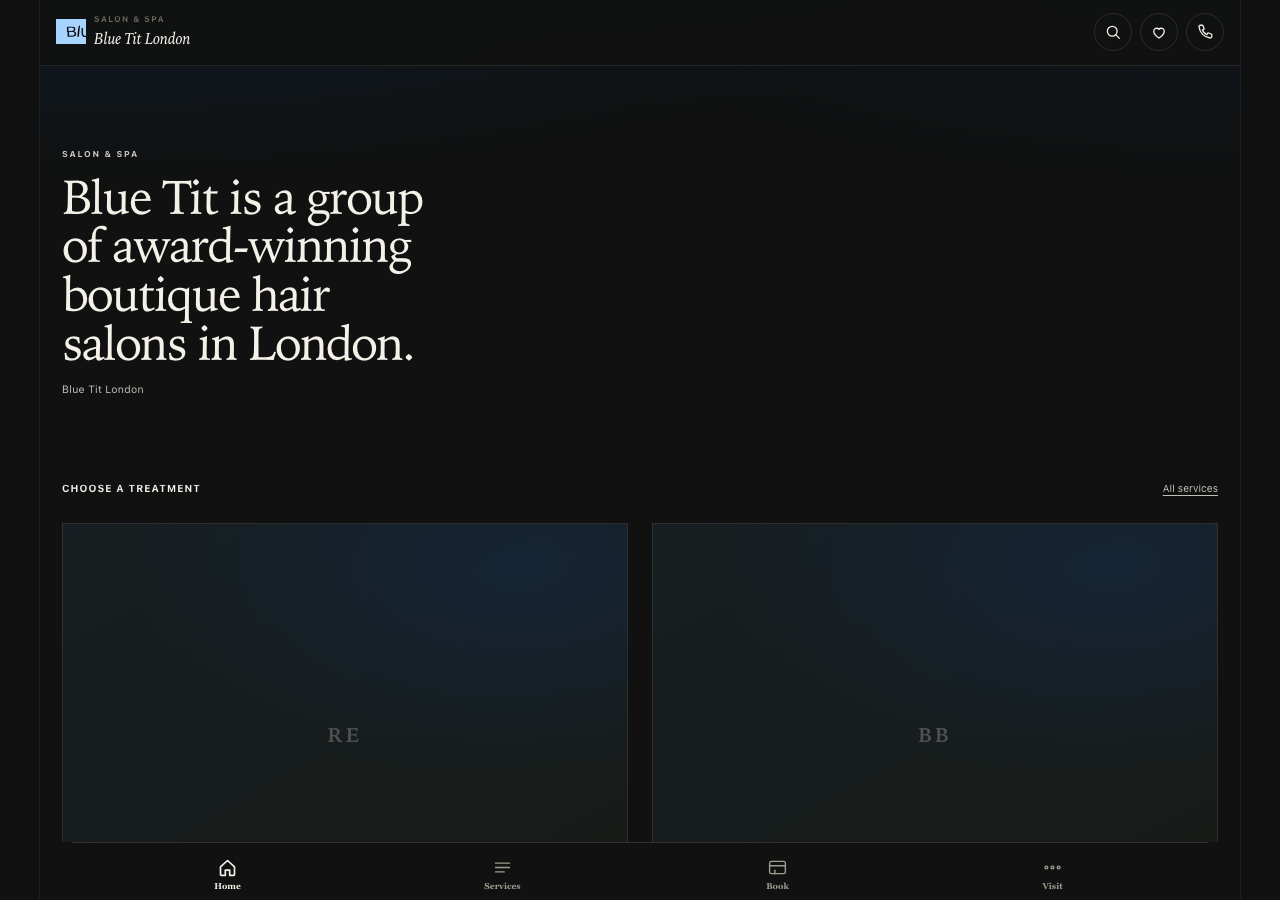 Blu
SALON & SPA
Blue Tit London
SALON & SPA
Blue Tit is a group
of award-winning
boutique hair
salons in London.
Blue Tit London
CHOOSE A TREATMENT
All services
RE
BB
Home
Services
Book
Visit